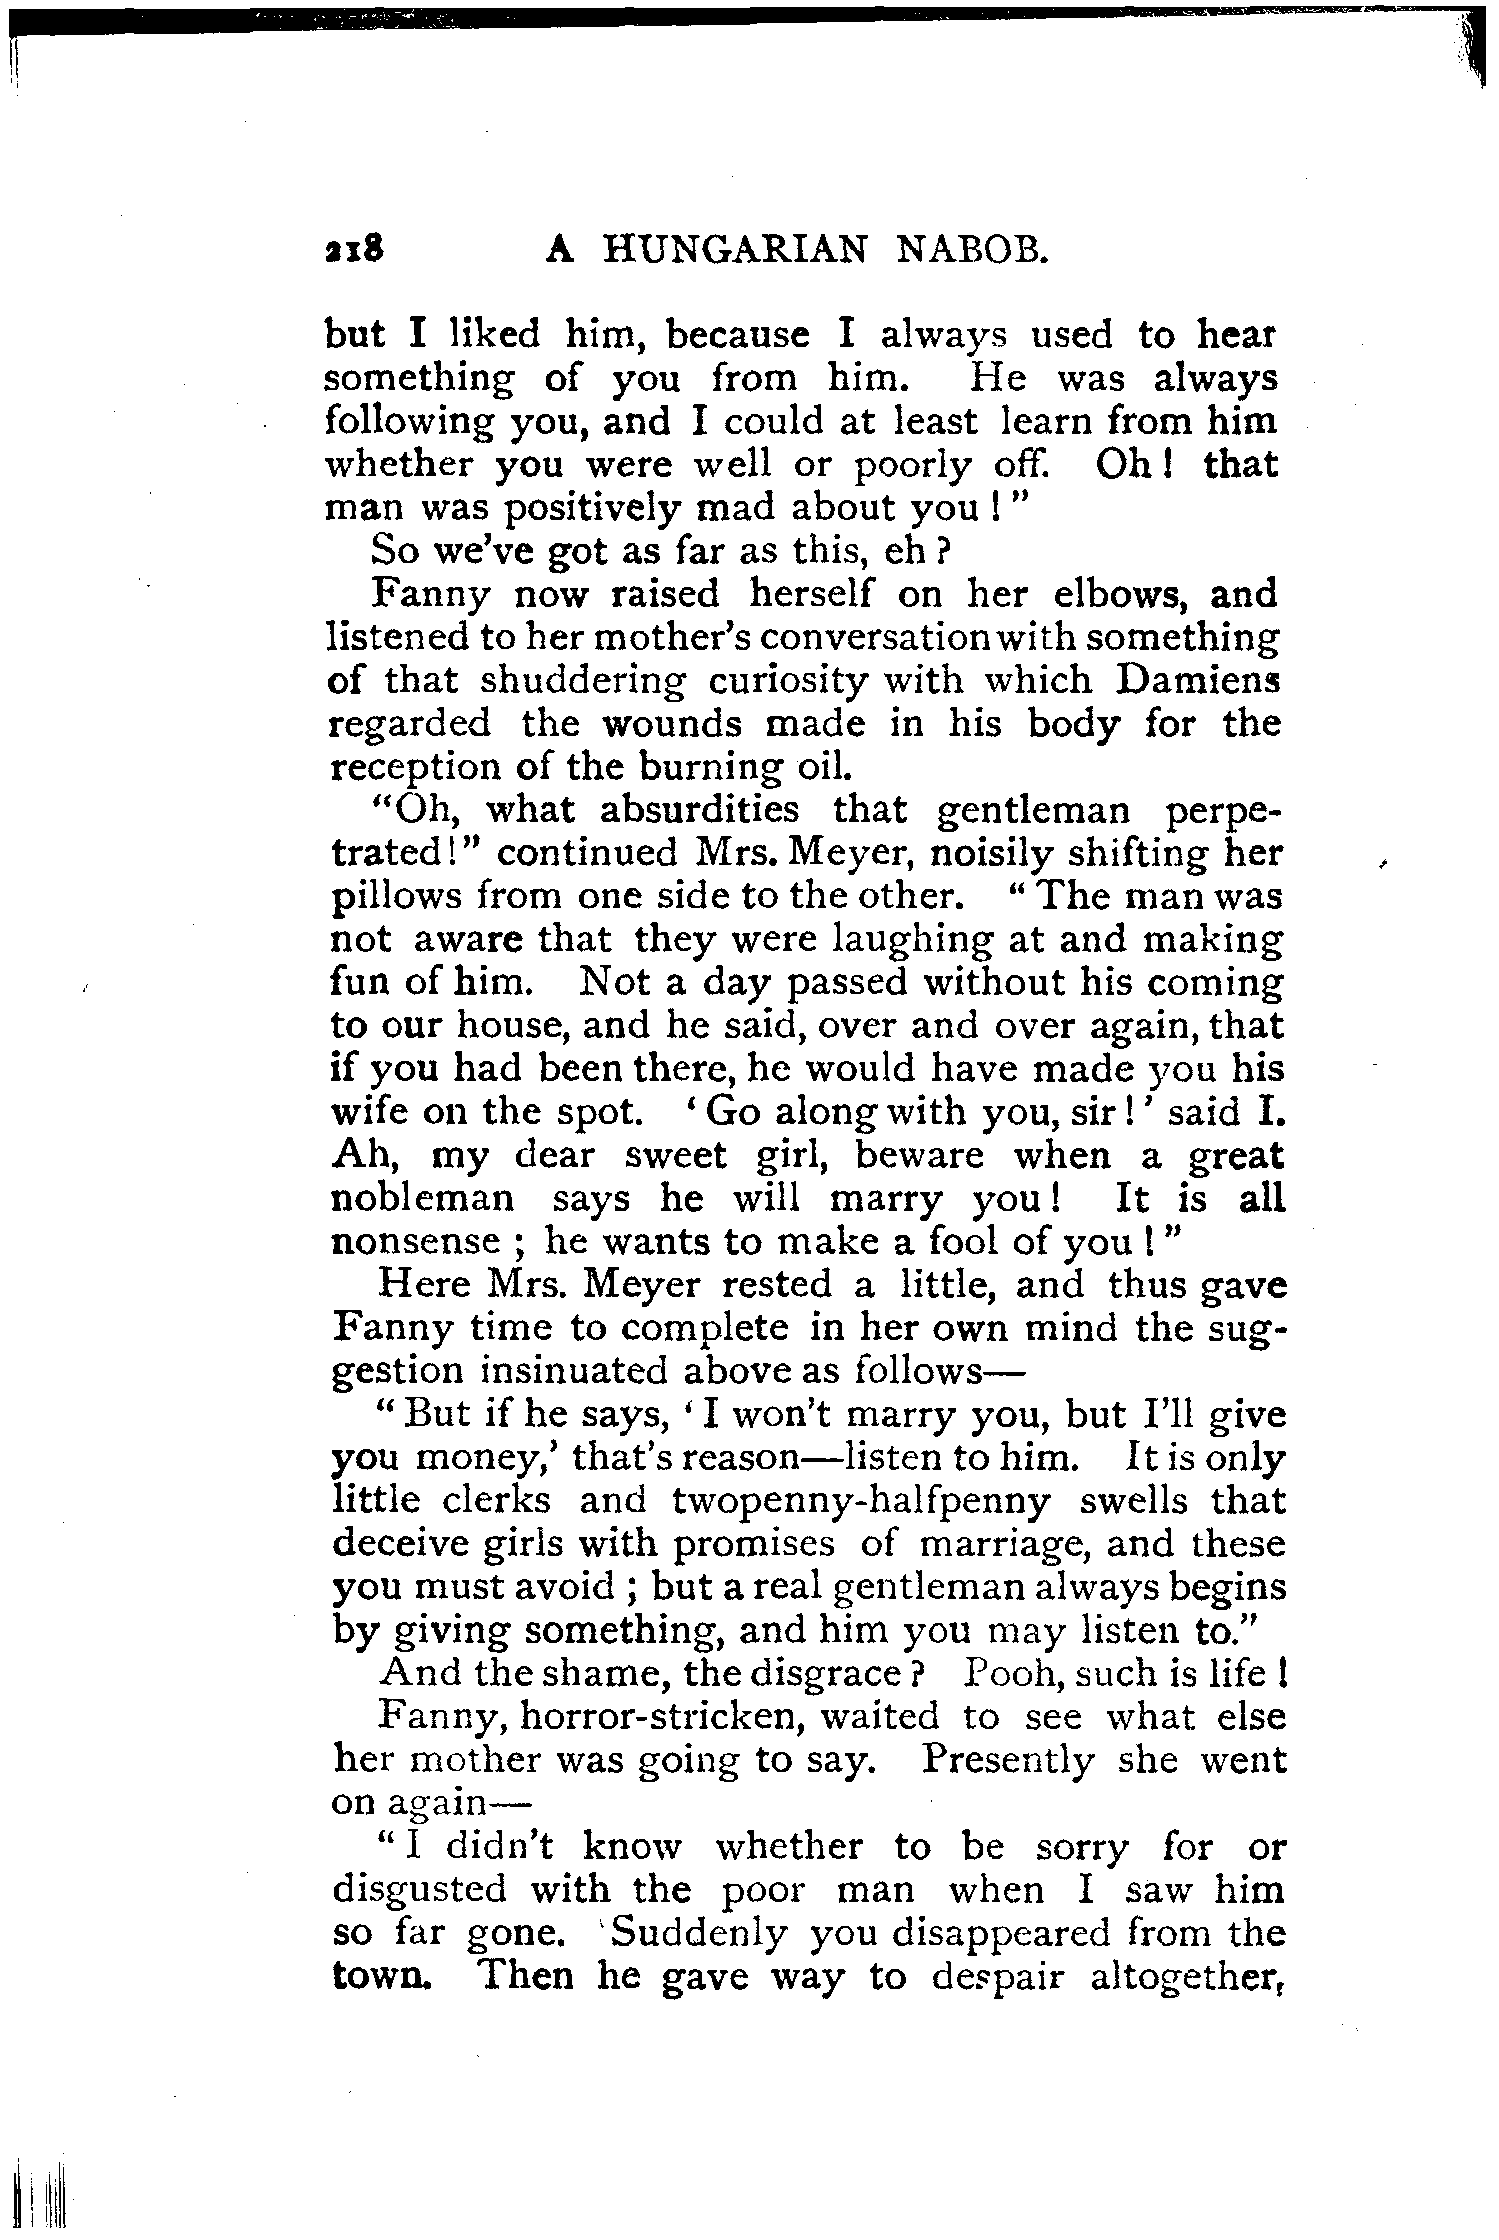 218 A HUNGARIAN NABOB.
but I liked him, because I always used to hear
something of you from him. He was always
following you, and I could at least learn from him
whether you were well or poorly off. Oh! that
man was positively mad about you!"
So we've got as far as this, eh?
Fanny now raised herself on her elbows, and
listened to her mother's conversation with something
of that shuddering curiosity with which Damiens
regarded the wounds made in his body for the
reception of the burning oil.
"Oh, what absurdities that gentleman perpe-
trated!" continued Mrs. Meyer, noisily shifting her
pillows from one side to the other. "The man was
not aware that they were laughing at and making
fun of him. Not a day passed without his coming
to our house, and he said, over and over again, that
if you had been there, he would have made you his
wife on the spot. 'Go along with you, sir!' said I.
Ah, my dear sweet girl, beware when a great
nobleman says he will marry you! It is all
nonsense; he wants to make a fool of you!"
Here Mrs. Meyer rested a little, and thus gave
Fanny time to complete in her own mind the sug-
gestion insinuated above as follows—
"But if he says, 'I won't marry you, but I'll give
you money,' that's reason—listen to him. It is only
little clerks and twopenny-halfpenny swells that
deceive girls with promises of marriage, and these
you must avoid; but a real gentleman always begins
by giving something, and him you may listen to."
And the shame, the disgrace? Pooh, such is life!
Fanny, horror-stricken, waited to see what else
her mother was going to say. Presently she went
on again—
"I didn't know whether to be sorry for or
disgusted with the poor man when I saw him
so far gone. 'Suddenly you disappeared from the
town. Then he gave way to despair altogether,